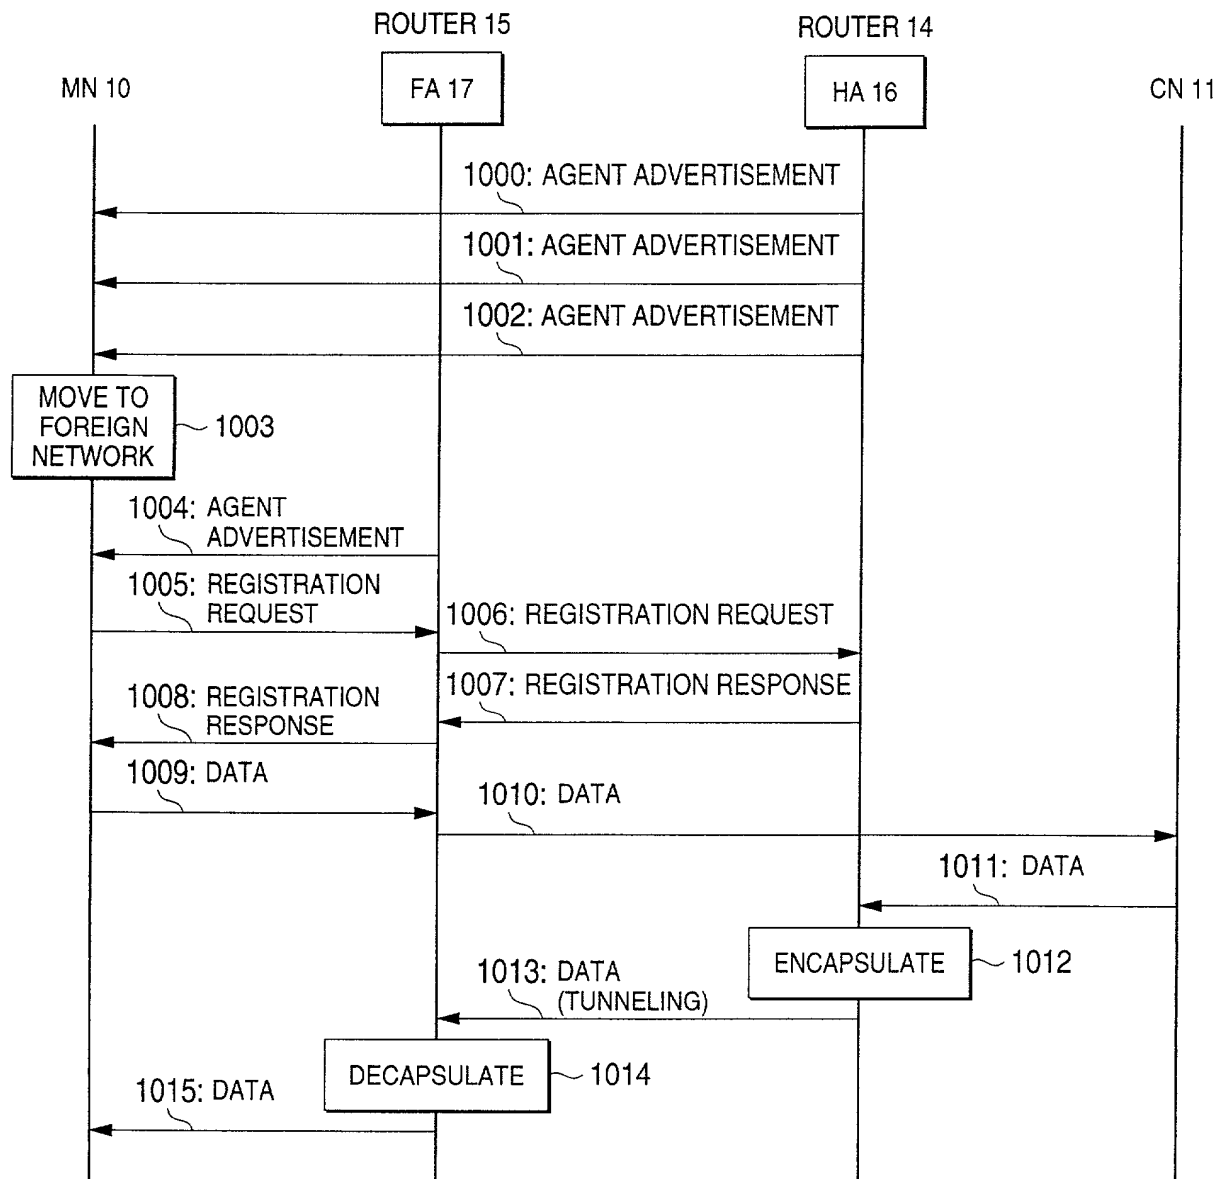 ROUTER 15
ROUTER 14
MN 10
FA 17
HA 16
CN 11
1000: AGENT ADVERTISEMENT
1001: AGENT ADVERTISEMENT
1002: AGENT ADVERTISEMENT
MOVE TO
FOREIGN
NETWORK
1003
1004: AGENT
ADVERTISEMENT
1005: REGISTRATION
REQUEST
1006: REGISTRATION REQUEST
1007: REGISTRATION RESPONSE
1008: REGISTRATION
RESPONSE
1009: DATA
1010: DATA
1011: DATA
ENCAPSULATE
1012
1013: DATA
(TUNNELING)
DECAPSULATE
1014
1015: DATA